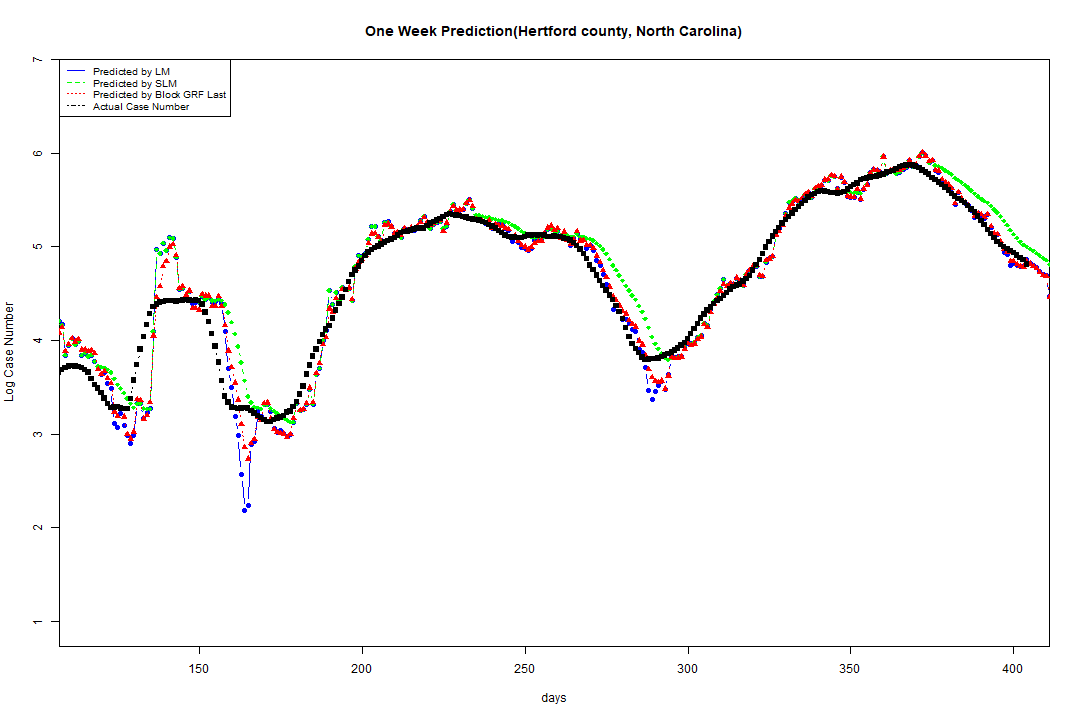 One Week Prediction(Hertford county, North Carolina)
Predicted by LM
Predicted by SLM
Predicted by Block GRF Last
Actual Case Number
7
6
5
4
3
2
1
Log Case Number
150
200
250
300
350
400
days